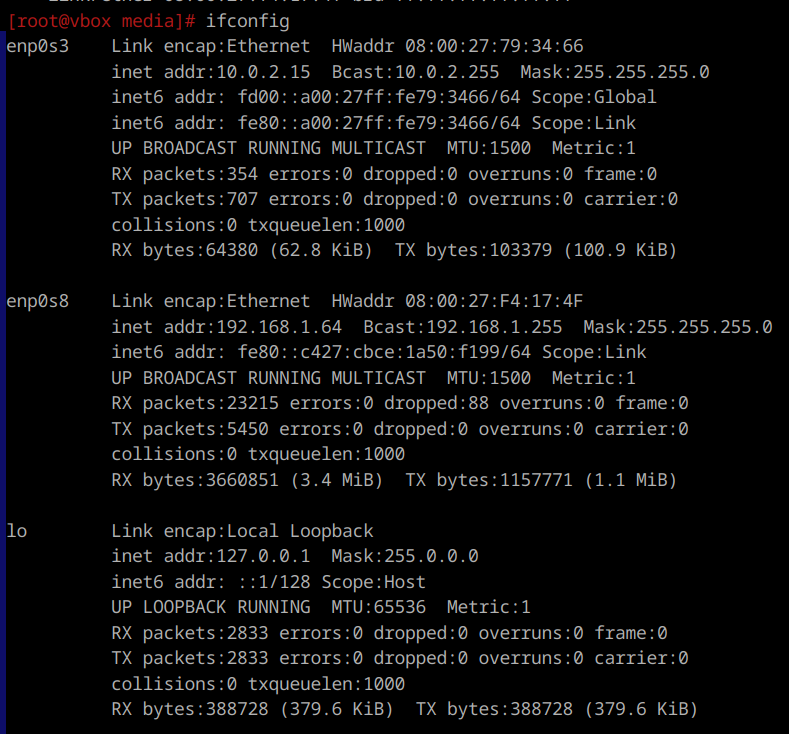 [root@vbox media]# ifconfig
enp0s3    Link encap:Ethernet  HWaddr 08:00:27:79:34:66
          inet addr:10.0.2.15  Bcast:10.0.2.255  Mask:255.255.255.0
          inet6 addr: fd00::a00:27ff:fe79:3466/64 Scope:Global
          inet6 addr: fe80::a00:27ff:fe79:3466/64 Scope:Link
          UP BROADCAST RUNNING MULTICAST  MTU:1500  Metric:1
          RX packets:354 errors:0 dropped:0 overruns:0 frame:0
          TX packets:707 errors:0 dropped:0 overruns:0 carrier:0
          collisions:0 txqueuelen:1000
          RX bytes:64380 (62.8 KiB)  TX bytes:103379 (100.9 KiB)

enp0s8    Link encap:Ethernet  HWaddr 08:00:27:F4:17:4F
          inet addr:192.168.1.64  Bcast:192.168.1.255  Mask:255.255.255.0
          inet6 addr: fe80::c427:cbce:1a50:f199/64 Scope:Link
          UP BROADCAST RUNNING MULTICAST  MTU:1500  Metric:1
          RX packets:23215 errors:0 dropped:88 overruns:0 frame:0
          TX packets:5450 errors:0 dropped:0 overruns:0 carrier:0
          collisions:0 txqueuelen:1000
          RX bytes:3660851 (3.4 MiB)  TX bytes:1157771 (1.1 MiB)

lo        Link encap:Local Loopback
          inet addr:127.0.0.1  Mask:255.0.0.0
          inet6 addr: ::1/128 Scope:Host
          UP LOOPBACK RUNNING  MTU:65536  Metric:1
          RX packets:2833 errors:0 dropped:0 overruns:0 frame:0
          TX packets:2833 errors:0 dropped:0 overruns:0 carrier:0
          collisions:0 txqueuelen:1000
          RX bytes:388728 (379.6 KiB)  TX bytes:388728 (379.6 KiB)